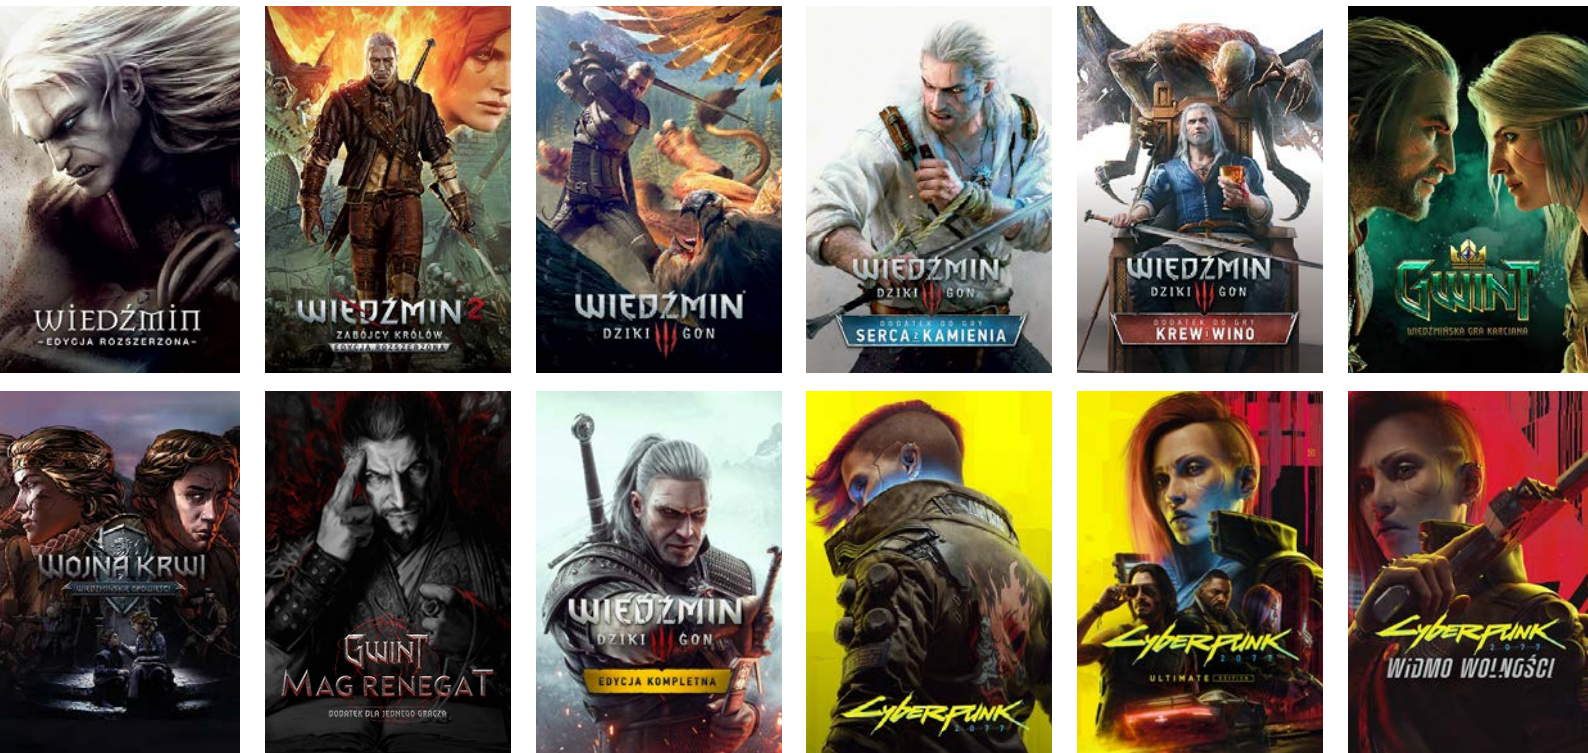 WIEDŹMIN
-EDYCJA ROZSZERZONA-
WIEDŹMIN 2
ZABÓJCY KRÓLÓW
EDYCJA ROZSZERZONA
WIEDŹMIN
DZIKI GON
WIEDŹMIN
DZIKI GON
DODATEK DO GRY
SERCA Z KAMIENIA
WIEDŹMIN
DZIKI GON
DODATEK DO GRY
KREW I WINO
GWINT
WIEDŹMIŃSKA GRA KARCIANA
WOJNA KRWI
WIEDŹMIŃSKIE OPOWIEŚCI
GWINT
MAG RENEGAT
DODATEK DLA JEDNEGO GRACZA
WIEDŹMIN
DZIKI GON
EDYCJA KOMPLETNA
CYBERPUNK
2077
CYBERPUNK
2077
ULTIMATE EDITION
CYBERPUNK
2077
WIDMO WOLNOŚCI